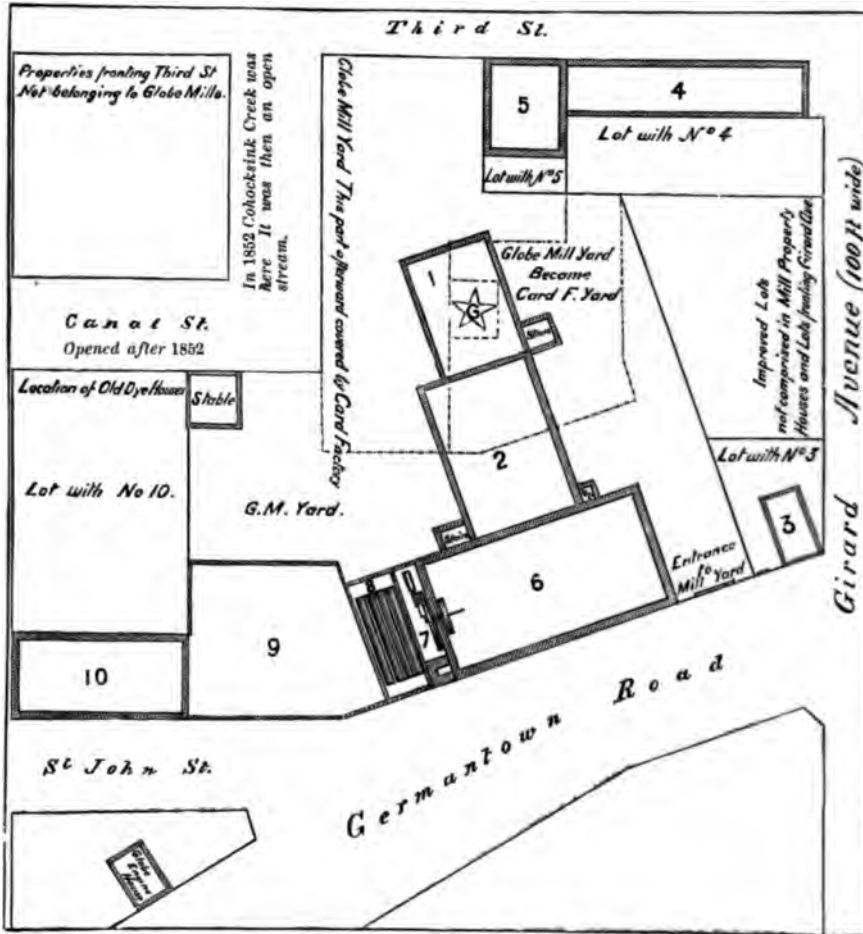 Third St.
Properties fronting Third St
Not belonging to Globe Mills.
In 1852 Cohocksink Creek was
here It was then an open
stream.
Globe Mill Yard This part afterward covered by Card Factory
5
4
Lot with No 4
Lot with No 5
Girard Avenue (100 ft wide)
1
G
Globe Mill Yard
Became
Card F. Yard
Improved Lots
not comprised in Mill Property
Houses and Lots fronting Girard Ave
Canal St.
Opened after 1852
Location of Old Dye Houses
Stable
2
Lot with No 3
Lot with No 10.
G.M. Yard.
3
Entrance
to
Mill Yard
6
8
7
9
10
Germantown Road
St John St.
Globe
Engine
House